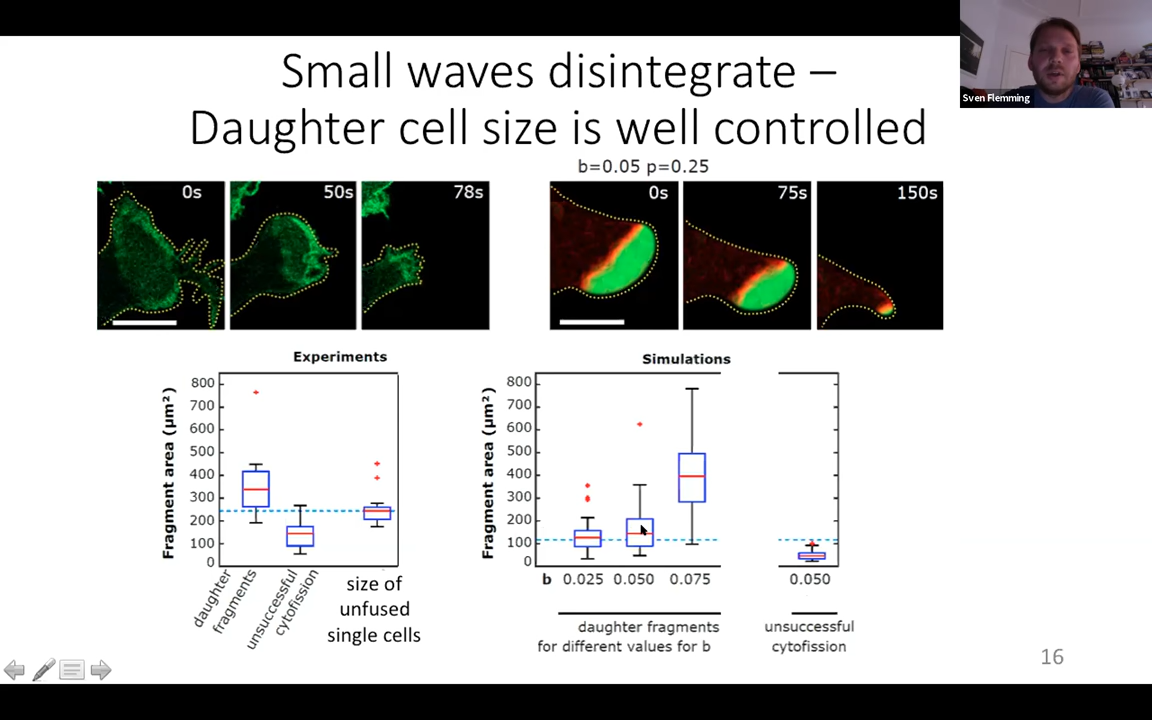 Small waves disintegrate –
Daughter cell size is well controlled
Sven Flemming
b=0.05 p=0.25
0s
50s
78s
0s
75s
150s
Experiments
Fragment area (µm²)
800
700
600
500
400
300
200
100
0
daughter
fragments
unsuccessful
cytofission
size of
unfused
single cells
Simulations
Fragment area (µm²)
800
700
600
500
400
300
200
100
0
b 0.025 0.050 0.075
0.050
daughter fragments
for different values for b
unsuccessful
cytofission
16